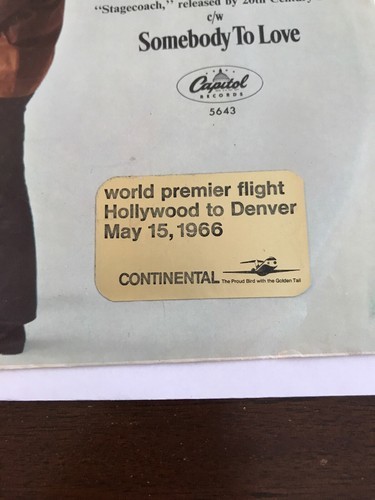 "Stagecoach," released by 20th Century
c/w
Somebody To Love
Capitol
RECORDS
5643
world premier flight
Hollywood to Denver
May 15, 1966
CONTINENTAL The Proud Bird with the Golden Tail